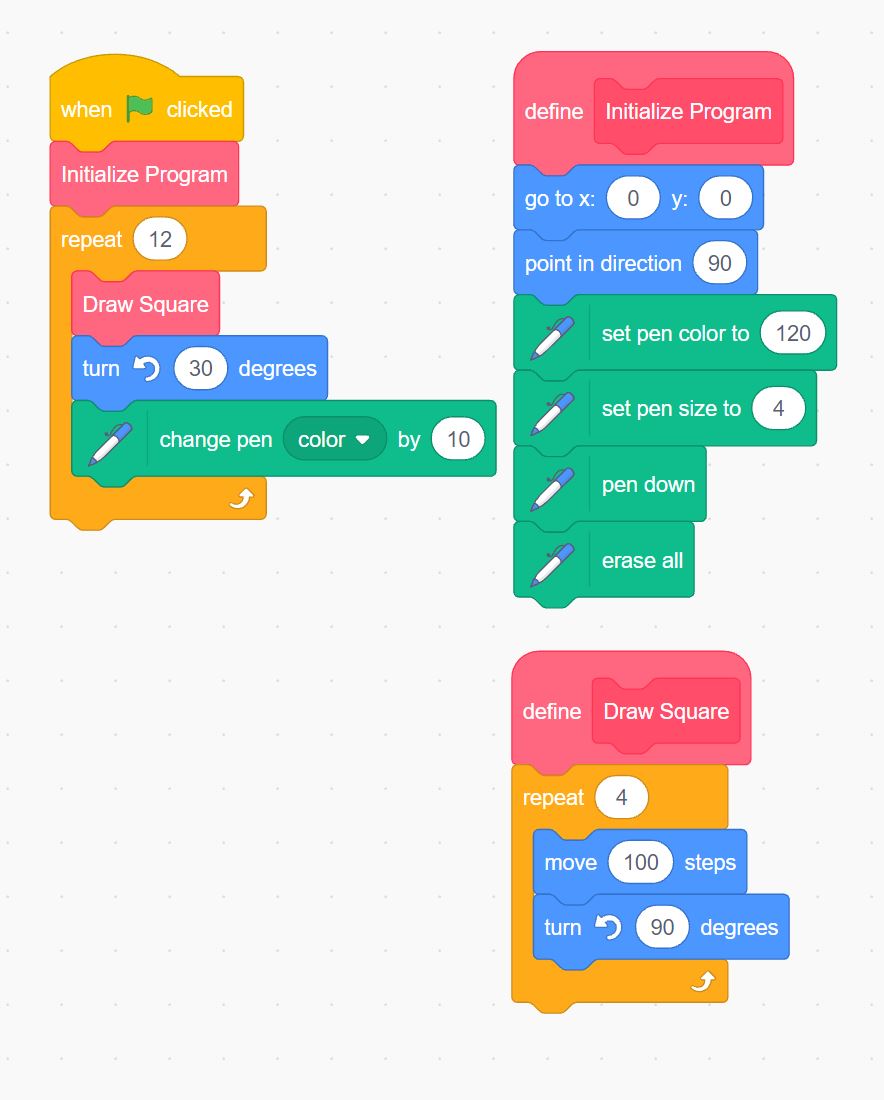 when clicked
Initialize Program
repeat 12
Draw Square
turn 30 degrees
change pen color by 10
define Initialize Program
go to x: 0 y: 0
point in direction 90
set pen color to 120
set pen size to 4
pen down
erase all
define Draw Square
repeat 4
move 100 steps
turn 90 degrees